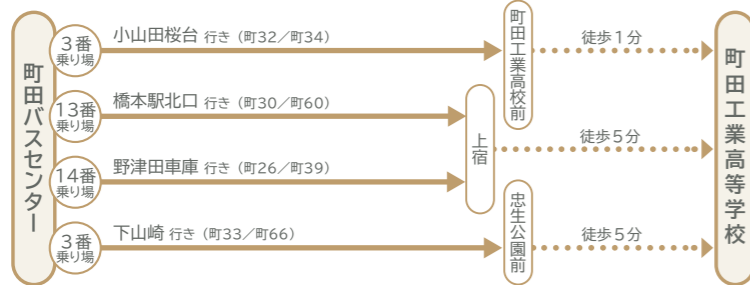 町田バスセンター
3番
乗り場
小山田桜台 行き（町32／町34）
町田工業高校前
徒歩1分
13番
乗り場
橋本駅北口 行き（町30／町60）
上宿
徒歩5分
14番
乗り場
野津田車庫 行き（町26／町39）
3番
乗り場
下山崎 行き（町33／町66）
忠生公園前
徒歩5分
町田工業高等学校